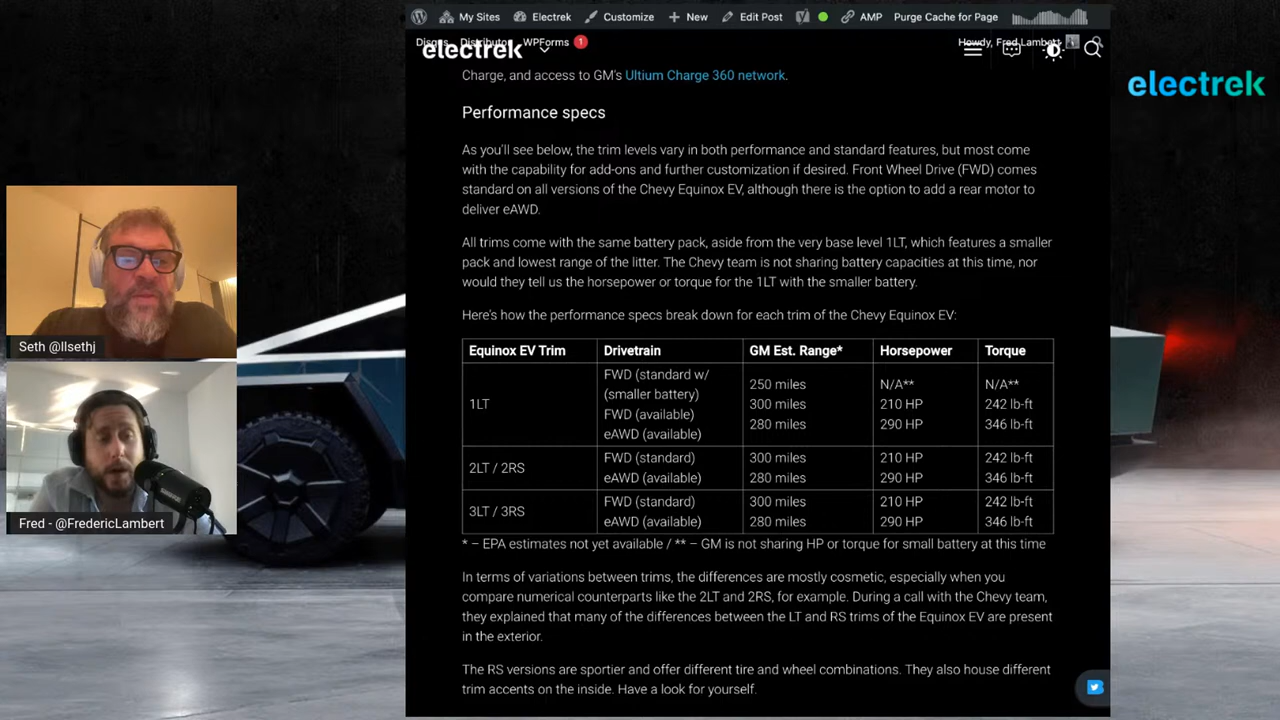 My Sites Electrek Customize + New Edit Post AMP Purge Cache for Page
Disqus Distributor WPForms 1 Howdy, Fred Lambert
electrek
electrek
Charge, and access to GM's Ultium Charge 360 network.
Performance specs
As you'll see below, the trim levels vary in both performance and standard features, but most come
with the capability for add-ons and further customization if desired. Front Wheel Drive (FWD) comes
standard on all versions of the Chevy Equinox EV, although there is the option to add a rear motor to
deliver eAWD.
All trims come with the same battery pack, aside from the very base level 1LT, which features a smaller
pack and lowest range of the litter. The Chevy team is not sharing battery capacities at this time, nor
would they tell us the horsepower or torque for the 1LT with the smaller battery.
Here's how the performance specs break down for each trim of the Chevy Equinox EV:
Equinox EV Trim Drivetrain GM Est. Range* Horsepower Torque
1LT
FWD (standard w/
(smaller battery)
FWD (available)
eAWD (available)
250 miles
300 miles
280 miles
N/A**
210 HP
290 HP
N/A**
242 lb-ft
346 lb-ft
2LT / 2RS
FWD (standard) 300 miles 210 HP 242 lb-ft
eAWD (available) 280 miles 290 HP 346 lb-ft
3LT / 3RS
FWD (standard) 300 miles 210 HP 242 lb-ft
eAWD (available) 280 miles 290 HP 346 lb-ft
* – EPA estimates not yet available / ** – GM is not sharing HP or torque for small battery at this time
In terms of variations between trims, the differences are mostly cosmetic, especially when you
compare numerical counterparts like the 2LT and 2RS, for example. During a call with the Chevy team,
they explained that many of the differences between the LT and RS trims of the Equinox EV are present
in the exterior.
The RS versions are sportier and offer different tire and wheel combinations. They also house different
trim accents on the inside. Have a look for yourself.
Seth @llsethj
Fred - @FredericLambert